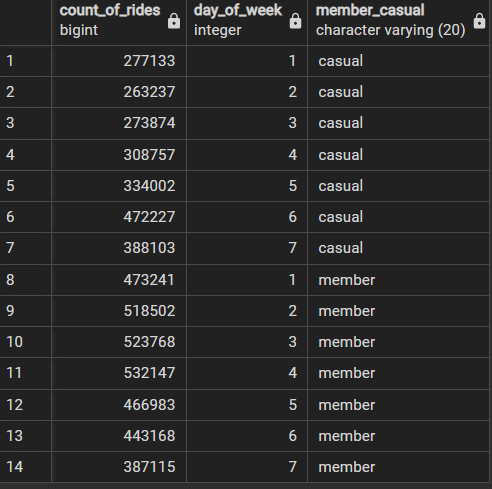 count_of_rides day_of_week member_casual
bigint integer character varying (20)
1 277133 1 casual
2 263237 2 casual
3 273874 3 casual
4 308757 4 casual
5 334002 5 casual
6 472227 6 casual
7 388103 7 casual
8 473241 1 member
9 518502 2 member
10 523768 3 member
11 532147 4 member
12 466983 5 member
13 443168 6 member
14 387115 7 member